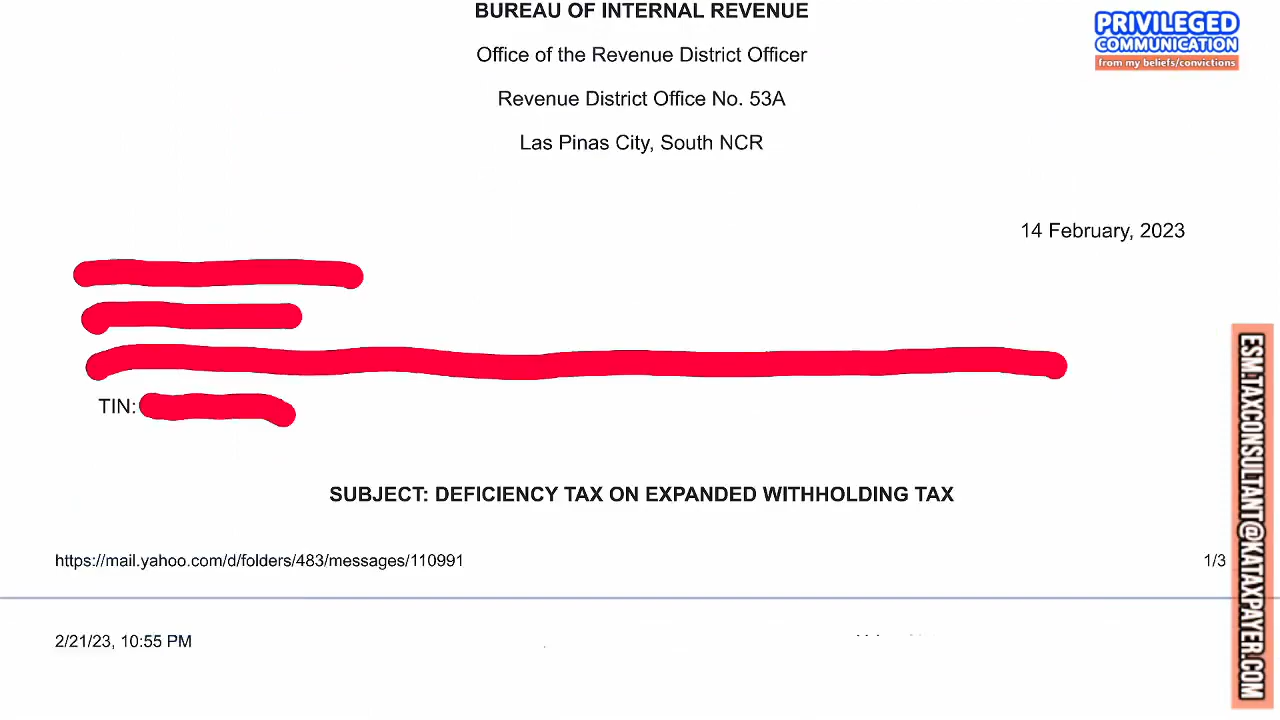 BUREAU OF INTERNAL REVENUE
PRIVILEGED
COMMUNICATION
from my beliefs/convictions
Office of the Revenue District Officer
Revenue District Office No. 53A
Las Pinas City, South NCR
14 February, 2023
TIN:
SUBJECT: DEFICIENCY TAX ON EXPANDED WITHHOLDING TAX
https://mail.yahoo.com/d/folders/483/messages/110991
1/3
2/21/23, 10:55 PM
ESM.TAXCONSULTANT@KATAXPAYER.COM